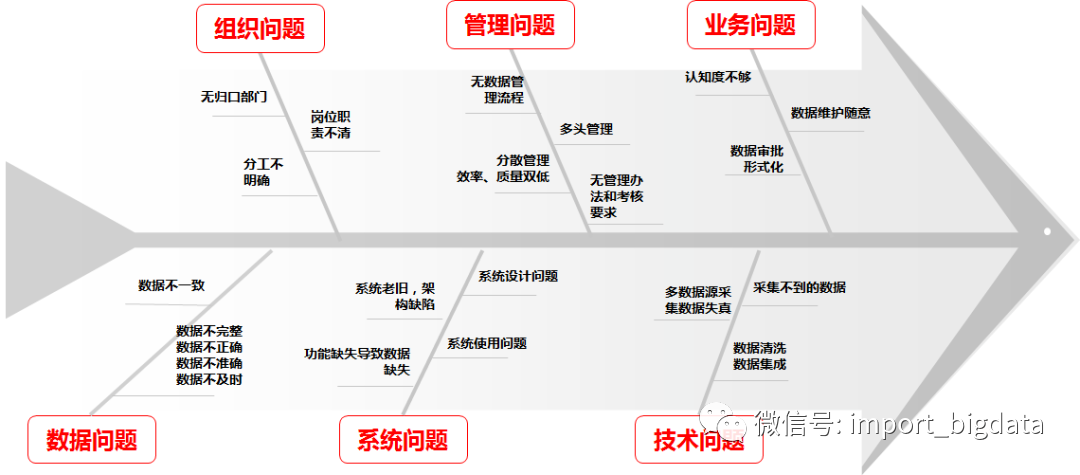 组织问题
管理问题
业务问题
无归口部门
岗位职
责不清
分工不
明确
无数据管
理流程
多头管理
分散管理
效率、质量双低
无管理办
法和考核
要求
认知度不够
数据维护随意
数据审批
形式化
数据不一致
数据不完整
数据不正确
数据不准确
数据不及时
系统老旧，架
构缺陷
系统设计问题
功能缺失导致数据
缺失
系统使用问题
多数据源采
集数据失真
采集不到的数据
数据清洗
数据集成
数据问题
系统问题
技术问题
微信号: import_bigdata